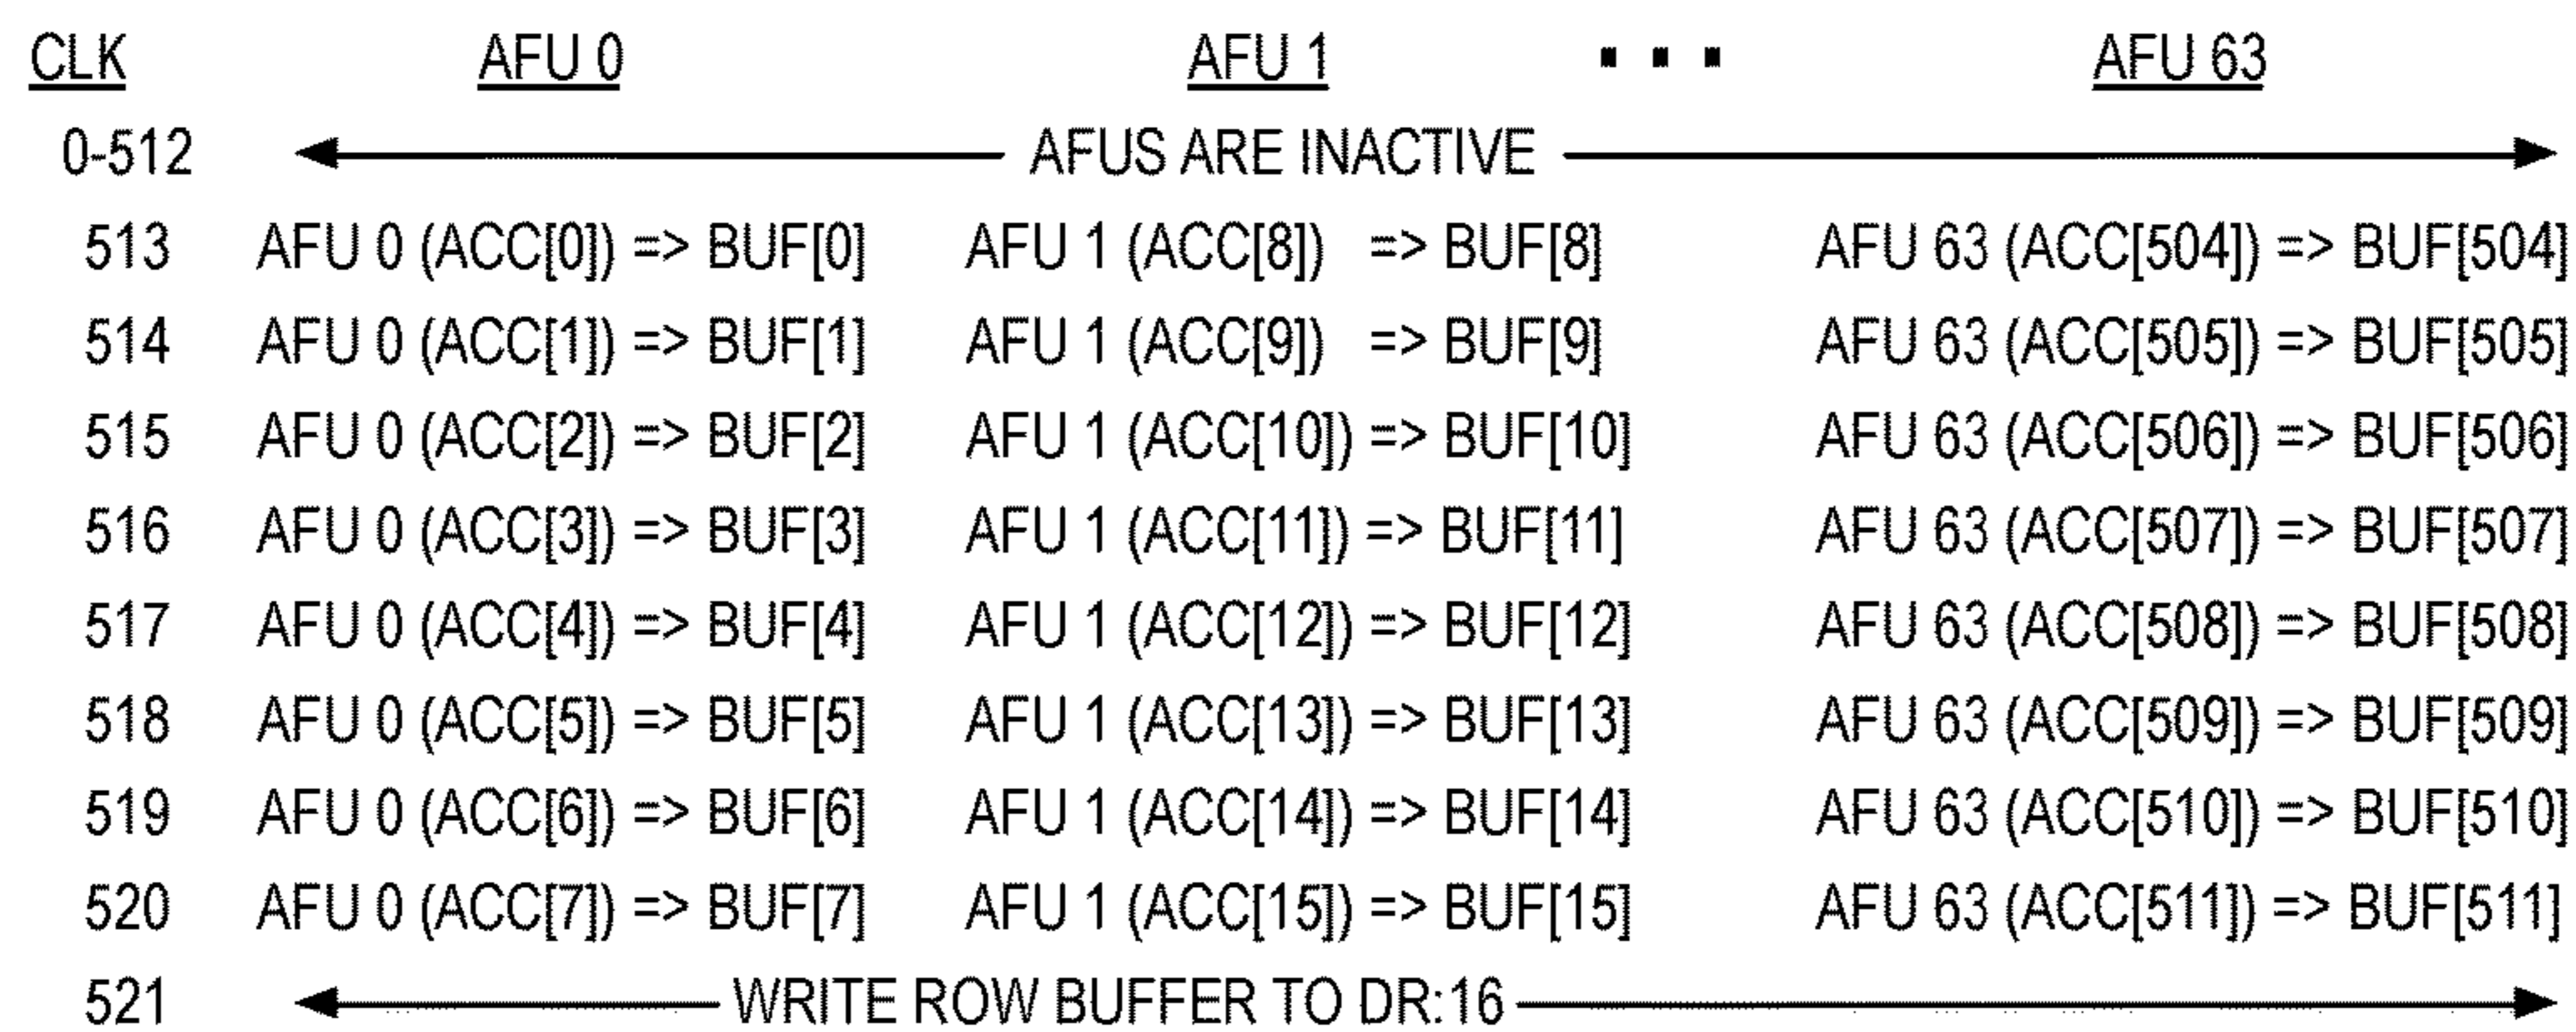 CLK AFU 0 AFU 1 ... AFU 63
0-512 AFUS ARE INACTIVE
513 AFU 0 (ACC[0]) => BUF[0] AFU 1 (ACC[8]) => BUF[8] AFU 63 (ACC[504]) => BUF[504]
514 AFU 0 (ACC[1]) => BUF[1] AFU 1 (ACC[9]) => BUF[9] AFU 63 (ACC[505]) => BUF[505]
515 AFU 0 (ACC[2]) => BUF[2] AFU 1 (ACC[10]) => BUF[10] AFU 63 (ACC[506]) => BUF[506]
516 AFU 0 (ACC[3]) => BUF[3] AFU 1 (ACC[11]) => BUF[11] AFU 63 (ACC[507]) => BUF[507]
517 AFU 0 (ACC[4]) => BUF[4] AFU 1 (ACC[12]) => BUF[12] AFU 63 (ACC[508]) => BUF[508]
518 AFU 0 (ACC[5]) => BUF[5] AFU 1 (ACC[13]) => BUF[13] AFU 63 (ACC[509]) => BUF[509]
519 AFU 0 (ACC[6]) => BUF[6] AFU 1 (ACC[14]) => BUF[14] AFU 63 (ACC[510]) => BUF[510]
520 AFU 0 (ACC[7]) => BUF[7] AFU 1 (ACC[15]) => BUF[15] AFU 63 (ACC[511]) => BUF[511]
521 WRITE ROW BUFFER TO DR:16